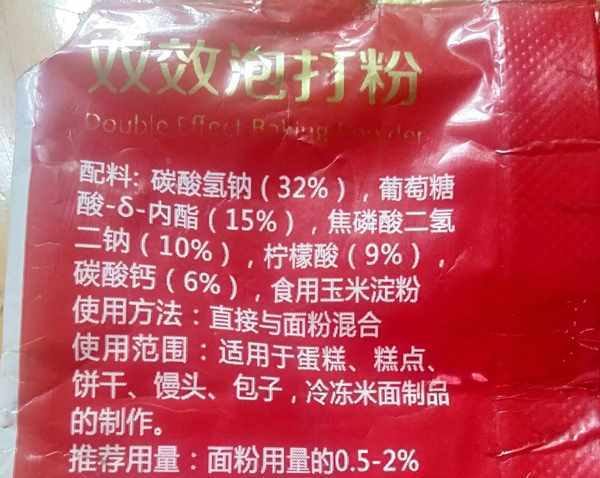 双效泡打粉
Double Effect Baking Powder
配料: 碳酸氢钠（32%）, 葡萄糖
酸-δ-内酯（15%）, 焦磷酸二氢
二钠（10%）, 柠檬酸（9%）,
碳酸钙（6%）, 食用玉米淀粉
使用方法：直接与面粉混合
使用范围：适用于蛋糕、糕点、
饼干、馒头、包子, 冷冻米面制品
的制作。
推荐用量：面粉用量的0.5-2%